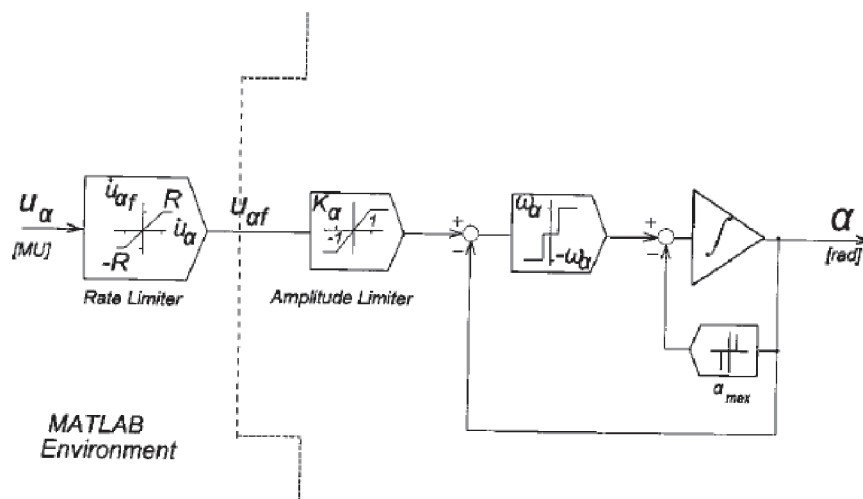 u_α
[MU]
u̇_αf
R
u̇_α
-R
Rate Limiter
u_αf
K_α
-1
1
Amplitude Limiter
+
−
ω_α
-ω_α
+
−
∫
α
[rad]
α_max
MATLAB
Environment